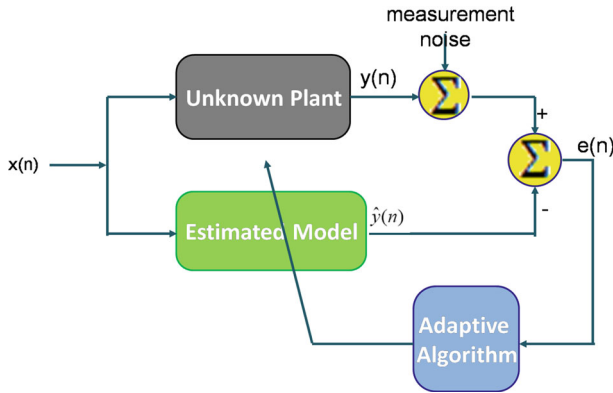 measurement
noise
Unknown Plant
y(n)
Σ
+
x(n)
Σ
e(n)
Estimated Model
ŷ(n)
-
Adaptive
Algorithm